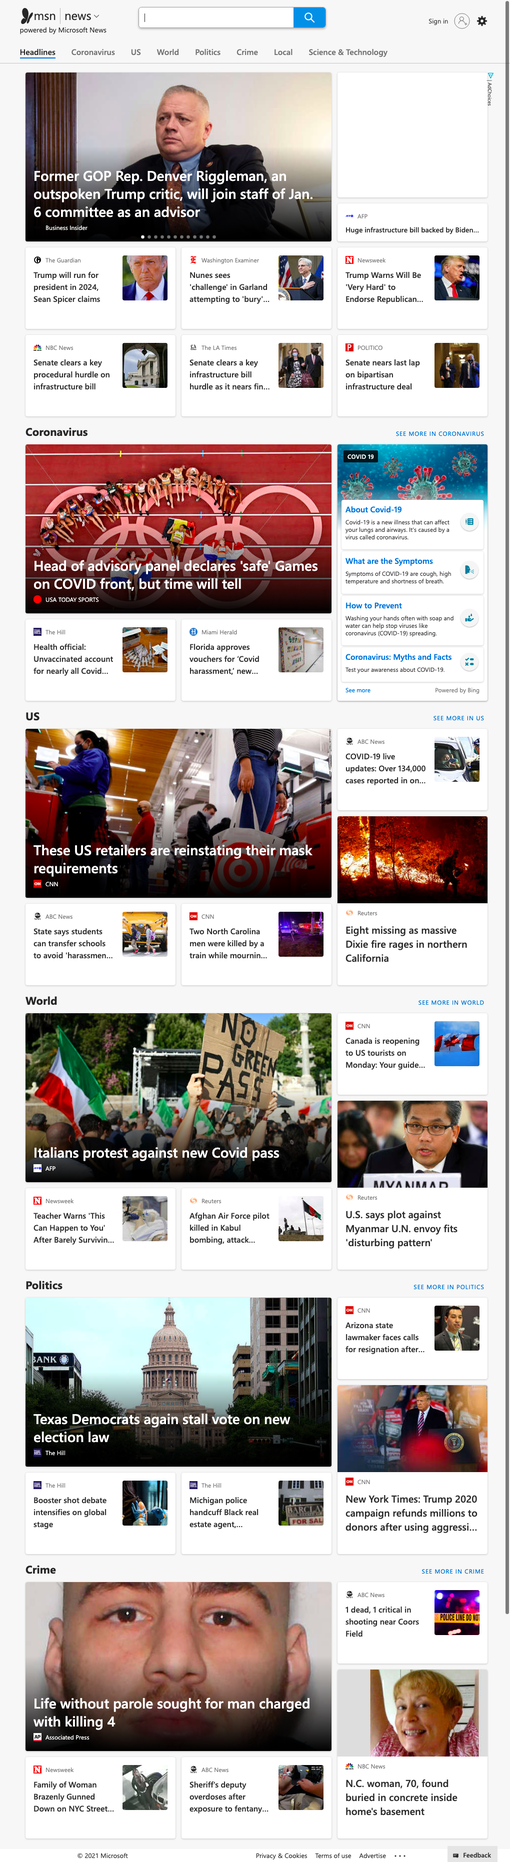 msn | news
powered by Microsoft News
Sign in
Headlines Coronavirus US World Politics Crime Local Science & Technology
Former GOP Rep. Denver Riggleman, an
outspoken Trump critic, will join staff of Jan.
6 committee as an advisor
Business Insider
AdChoices
AFP
Huge infrastructure bill backed by Biden...
The Guardian
Trump will run for
president in 2024,
Sean Spicer claims
Washington Examiner
Nunes sees
'challenge' in Garland
attempting to 'bury'...
Newsweek
Trump Warns Will Be
'Very Hard' to
Endorse Republican...
NBC News
Senate clears a key
procedural hurdle on
infrastructure bill
The LA Times
Senate clears a key
infrastructure bill
hurdle as it nears fin...
POLITICO
Senate nears last lap
on bipartisan
infrastructure deal
Coronavirus
SEE MORE IN CORONAVIRUS
Head of advisory panel declares 'safe' Games
on COVID front, but time will tell
USA TODAY SPORTS
COVID 19
About Covid-19
Covid-19 is a new illness that can affect
your lungs and airways. It's caused by a
virus called coronavirus.
What are the Symptoms
Symptoms of COVID-19 are cough, high
temperature and shortness of breath.
How to Prevent
Washing your hands often with soap and
water can help stop viruses like
coronavirus (COVID-19) spreading.
Coronavirus: Myths and Facts
Test your awareness about COVID-19.
See more
Powered by Bing
The Hill
Health official:
Unvaccinated account
for nearly all Covid...
Miami Herald
Florida approves
vouchers for 'Covid
harassment,' new...
US
SEE MORE IN US
These US retailers are reinstating their mask
requirements
CNN
ABC News
COVID-19 live
updates: Over 134,000
cases reported in on...
Reuters
Eight missing as massive
Dixie fire rages in northern
California
ABC News
State says students
can transfer schools
to avoid 'harassmen...
CNN
Two North Carolina
men were killed by a
train while mournin...
World
SEE MORE IN WORLD
NO
GREEN
PASS
Italians protest against new Covid pass
AFP
CNN
Canada is reopening
to US tourists on
Monday: Your guide...
MYANMAR
Reuters
U.S. says plot against
Myanmar U.N. envoy fits
'disturbing pattern'
Newsweek
Teacher Warns 'This
Can Happen to You'
After Barely Survivin...
Reuters
Afghan Air Force pilot
killed in Kabul
bombing, attack...
Politics
SEE MORE IN POLITICS
BANK
Texas Democrats again stall vote on new
election law
The Hill
CNN
Arizona state
lawmaker faces calls
for resignation after...
CNN
New York Times: Trump 2020
campaign refunds millions to
donors after using aggressi...
The Hill
Booster shot debate
intensifies on global
stage
The Hill
Michigan police
handcuff Black real
estate agent,...
FOR SALE
Crime
SEE MORE IN CRIME
Life without parole sought for man charged
with killing 4
Associated Press
ABC News
1 dead, 1 critical in
shooting near Coors
Field
POLICE LINE DO NOT
NBC News
N.C. woman, 70, found
buried in concrete inside
home's basement
Newsweek
Family of Woman
Brazenly Gunned
Down on NYC Street...
ABC News
Sheriff's deputy
overdoses after
exposure to fentany...
© 2021 Microsoft
Privacy & Cookies Terms of use Advertise ...
Feedback